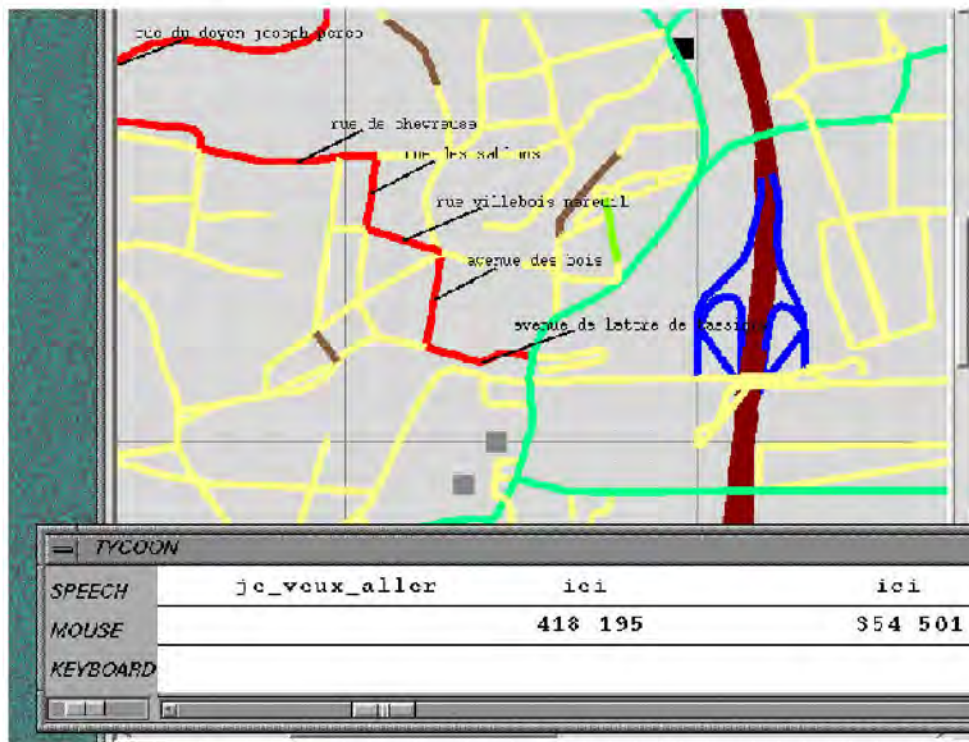 rue du doyen joseph poros
rue de chevreuse
rue des sablons
rue villebois mareuil
avenue des bois
avenue de lattre de tassigny
TYCOON
SPEECH je_veux_aller ici ici
MOUSE 418 195 354 501
KEYBOARD